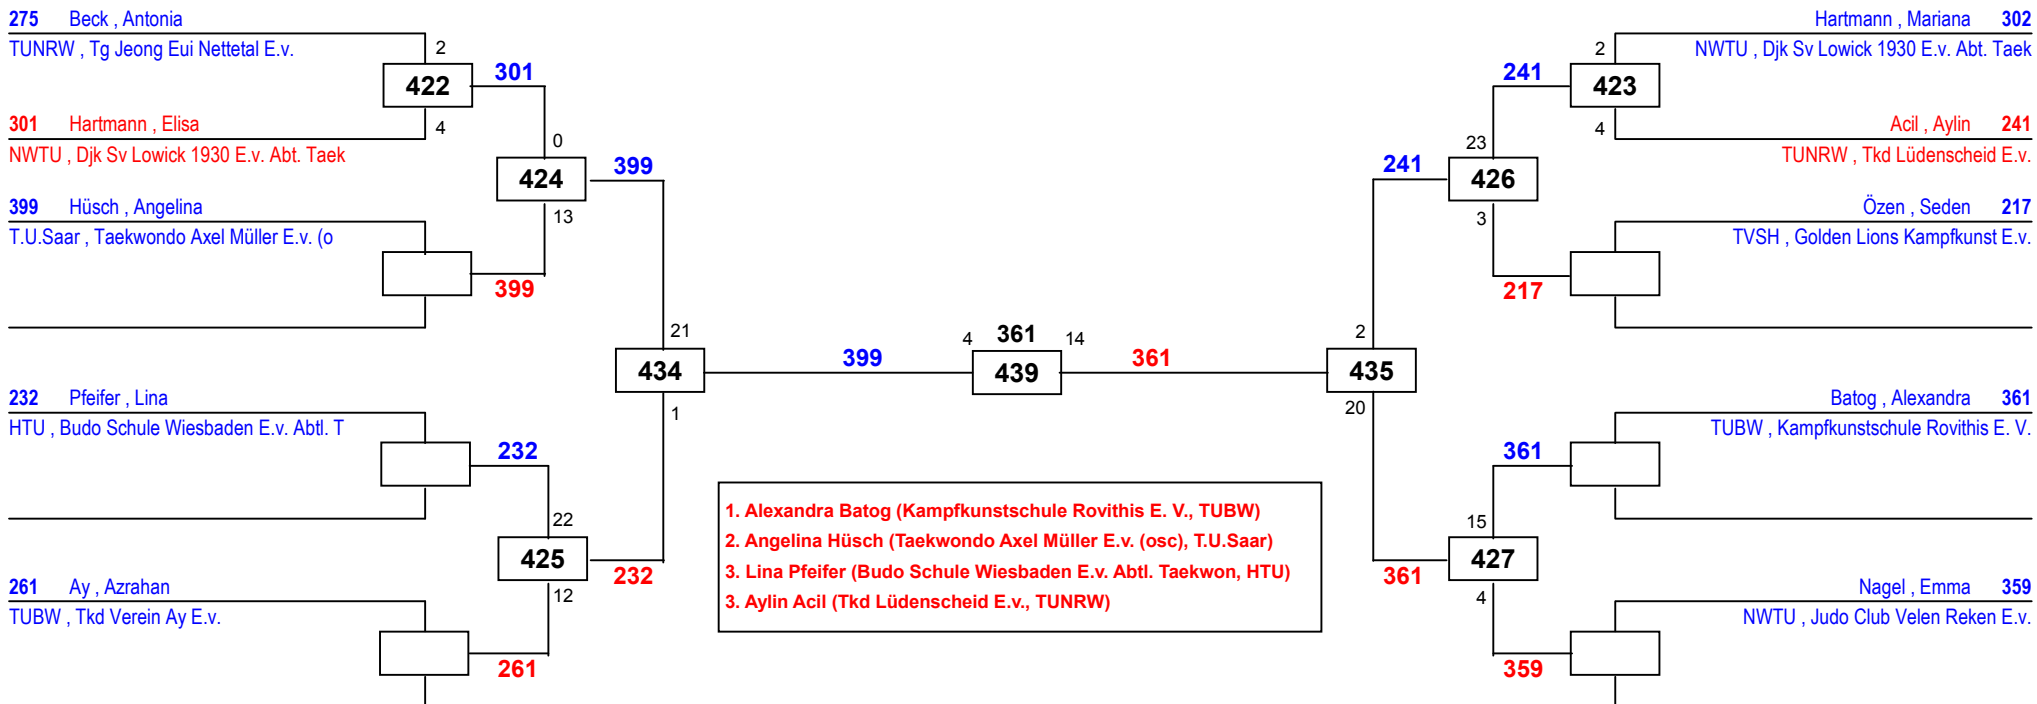 275 Beck , Antonia
TUNRW , Tg Jeong Eui Nettetal E.v.
2
422
301
4
301 Hartmann , Elisa
NWTU , Djk Sv Lowick 1930 E.v. Abt. Taek
0
424
399
13
399 Hüsch , Angelina
T.U.Saar , Taekwondo Axel Müller E.v. (o
399
21
434
399
1
232 Pfeifer , Lina
HTU , Budo Schule Wiesbaden E.v. Abtl. T
232
22
425
232
12
261 Ay , Azrahan
TUBW , Tkd Verein Ay E.v.
261
4 361 14
439
361
1. Alexandra Batog (Kampfkunstschule Rovithis E. V., TUBW)
2. Angelina Hüsch (Taekwondo Axel Müller E.v. (osc), T.U.Saar)
3. Lina Pfeifer (Budo Schule Wiesbaden E.v. Abtl. Taekwon, HTU)
3. Aylin Acil (Tkd Lüdenscheid E.v., TUNRW)
Hartmann , Mariana 302
NWTU , Djk Sv Lowick 1930 E.v. Abt. Taek
2
241
423
4
Acil , Aylin 241
TUNRW , Tkd Lüdenscheid E.v.
23
241
426
3
Özen , Seden 217
TVSH , Golden Lions Kampfkunst E.v.
217
2
435
20
Batog , Alexandra 361
TUBW , Kampfkunstschule Rovithis E. V.
361
15
427
361
4
Nagel , Emma 359
NWTU , Judo Club Velen Reken E.v.
359